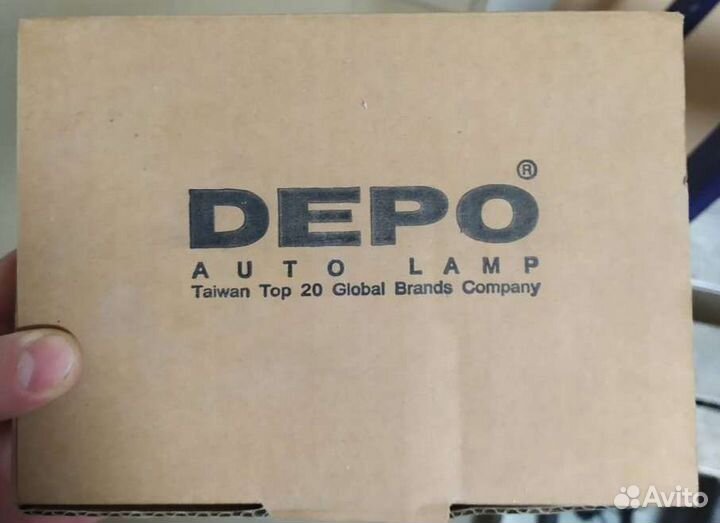 DEPO®
AUTO LAMP
Taiwan Top 20 Global Brands Company
Avito